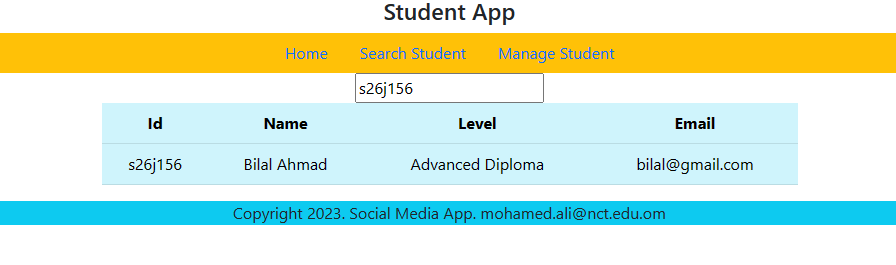 Student App
Home Search Student Manage Student
s26j156
Id Name Level Email
s26j156 Bilal Ahmad Advanced Diploma bilal@gmail.com
Copyright 2023. Social Media App. mohamed.ali@nct.edu.om